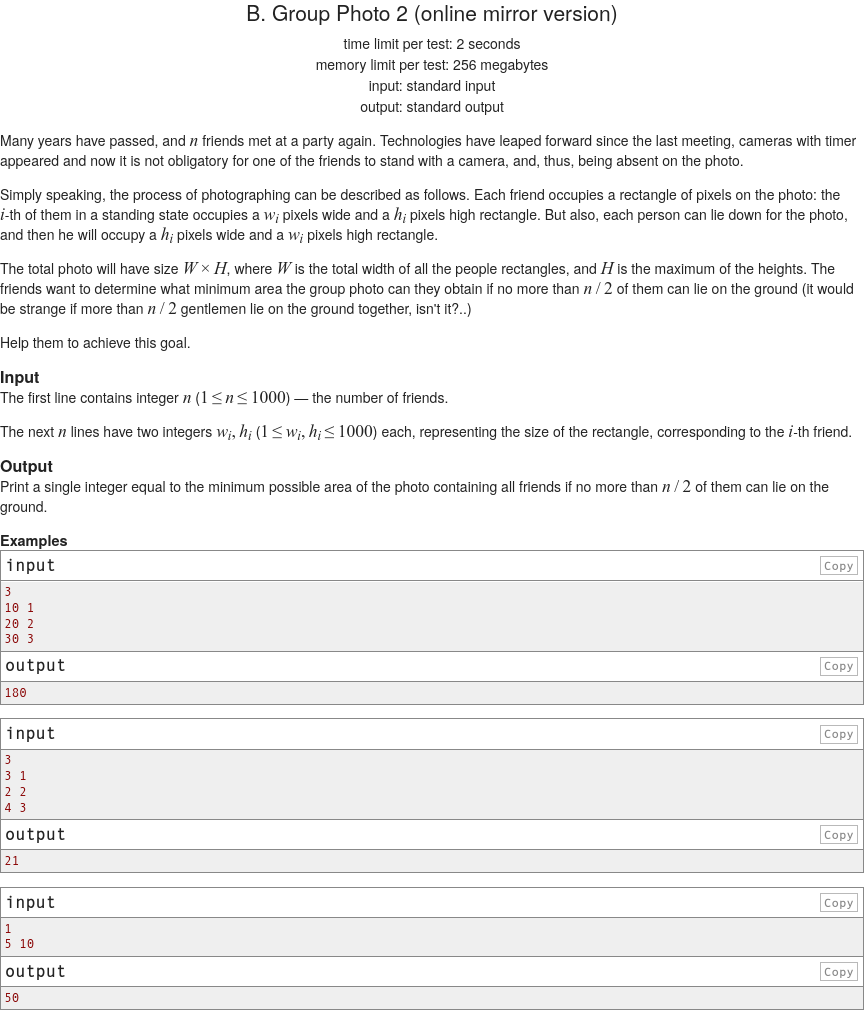 B. Group Photo 2 (online mirror version)
time limit per test: 2 seconds
memory limit per test: 256 megabytes
input: standard input
output: standard output
Many years have passed, and n friends met at a party again. Technologies have leaped forward since the last meeting, cameras with timer
appeared and now it is not obligatory for one of the friends to stand with a camera, and, thus, being absent on the photo.
Simply speaking, the process of photographing can be described as follows. Each friend occupies a rectangle of pixels on the photo: the
i-th of them in a standing state occupies a w_i pixels wide and a h_i pixels high rectangle. But also, each person can lie down for the photo,
and then he will occupy a h_i pixels wide and a w_i pixels high rectangle.
The total photo will have size W × H, where W is the total width of all the people rectangles, and H is the maximum of the heights. The
friends want to determine what minimum area the group photo can they obtain if no more than n / 2 of them can lie on the ground (it would
be strange if more than n / 2 gentlemen lie on the ground together, isn't it?..)
Help them to achieve this goal.
Input
The first line contains integer n (1 ≤ n ≤ 1000) — the number of friends.
The next n lines have two integers w_i, h_i (1 ≤ w_i, h_i ≤ 1000) each, representing the size of the rectangle, corresponding to the i-th friend.
Output
Print a single integer equal to the minimum possible area of the photo containing all friends if no more than n / 2 of them can lie on the
ground.
Examples
input Copy
3
10 1
20 2
30 3
output Copy
180
input Copy
3
3 1
2 2
4 3
output Copy
21
input Copy
1
5 10
output Copy
50